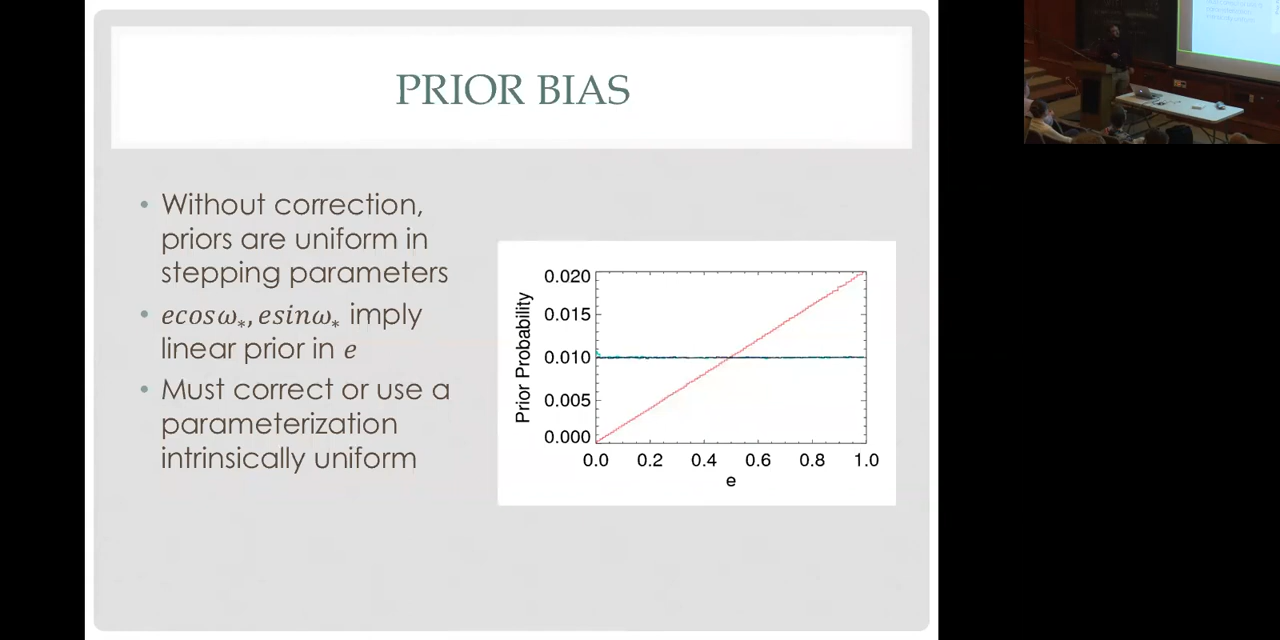 PRIOR BIAS
• Without correction,
priors are uniform in
stepping parameters
• ecosω*, esinω* imply
linear prior in e
• Must correct or use a
parameterization
intrinsically uniform
Prior Probability
0.020
0.015
0.010
0.005
0.000
0.0 0.2 0.4 0.6 0.8 1.0
e